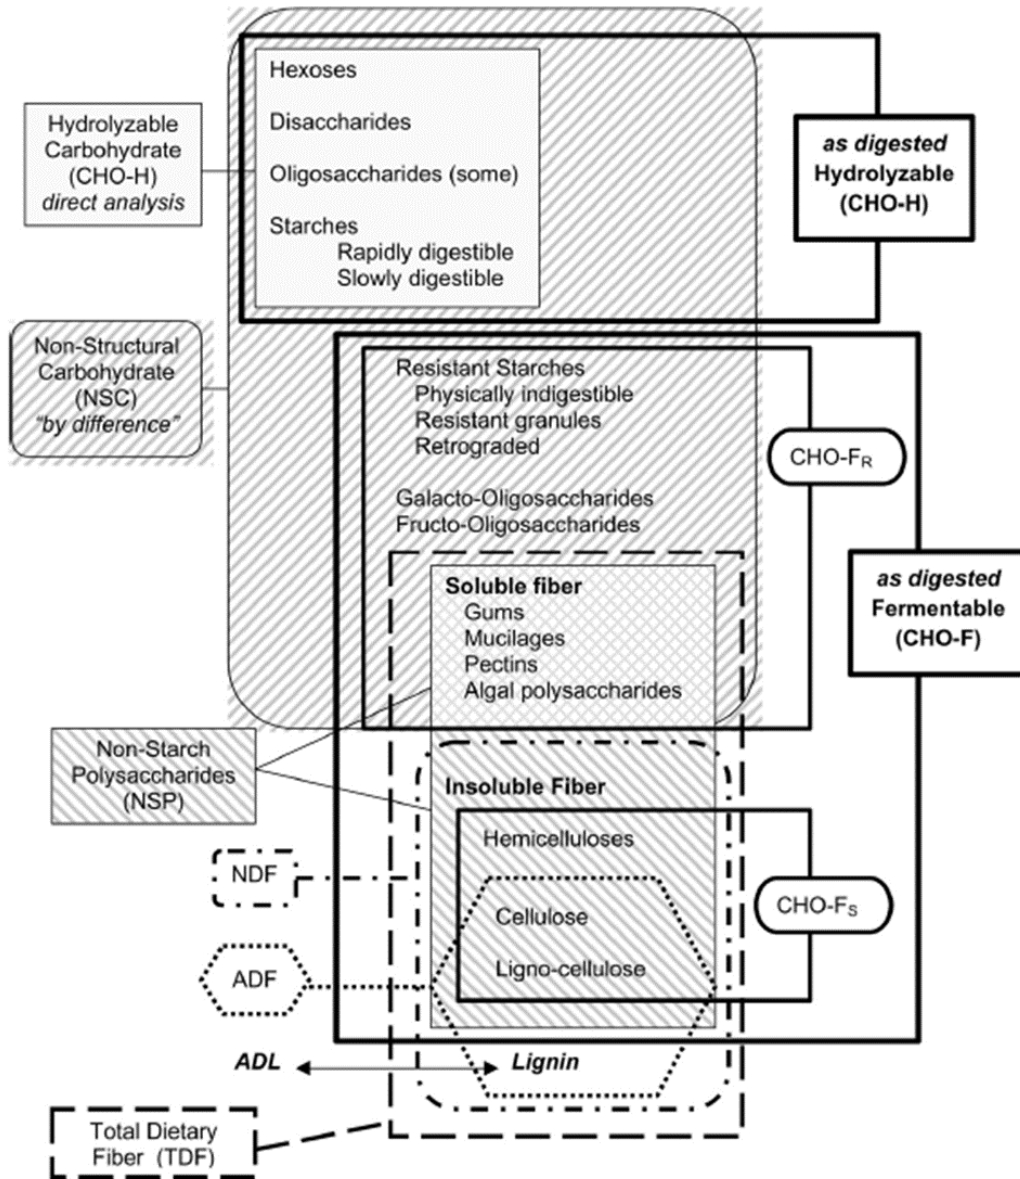 Hydrolyzable
Carbohydrate
(CHO-H)
direct analysis
Hexoses
Disaccharides
Oligosaccharides (some)
Starches
Rapidly digestible
Slowly digestible
as digested
Hydrolyzable
(CHO-H)
Non-Structural
Carbohydrate
(NSC)
"by difference"
Resistant Starches
Physically indigestible
Resistant granules
Retrograded
Galacto-Oligosaccharides
Fructo-Oligosaccharides
CHO-FR
Soluble fiber
Gums
Mucilages
Pectins
Algal polysaccharides
as digested
Fermentable
(CHO-F)
Non-Starch
Polysaccharides
(NSP)
Insoluble Fiber
Hemicelluloses
Cellulose
Ligno-cellulose
CHO-FS
NDF
ADF
ADL
Lignin
Total Dietary
Fiber (TDF)